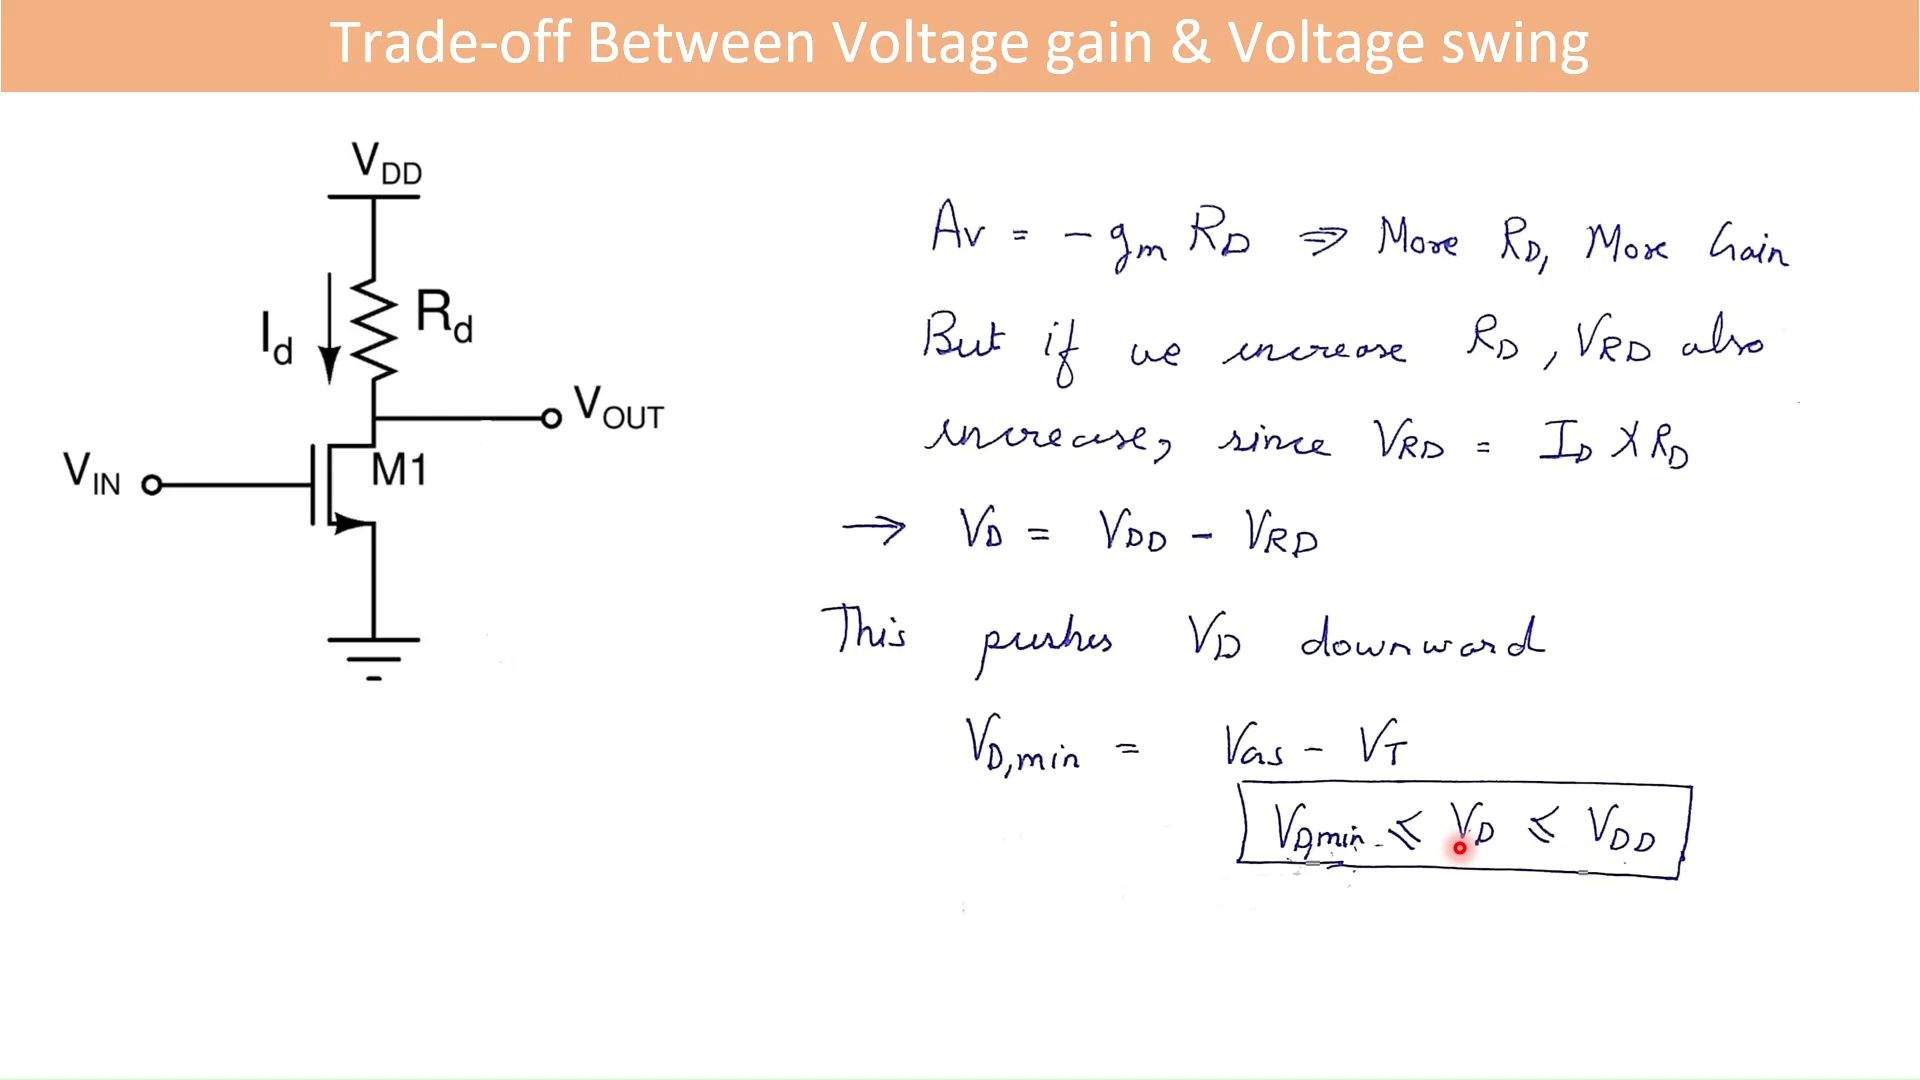 Trade-off Between Voltage gain & Voltage swing
VDD
Id
Rd
VOUT
VIN
M1
Av = - gm RD ⇒ More RD, More Gain
But if we increase RD, VRD also
increase, since VRD = ID X RD
→ VD = VDD - VRD
This pushes VD downward
VD,min = VGS - VT
VD,min ≤ VD ≤ VDD